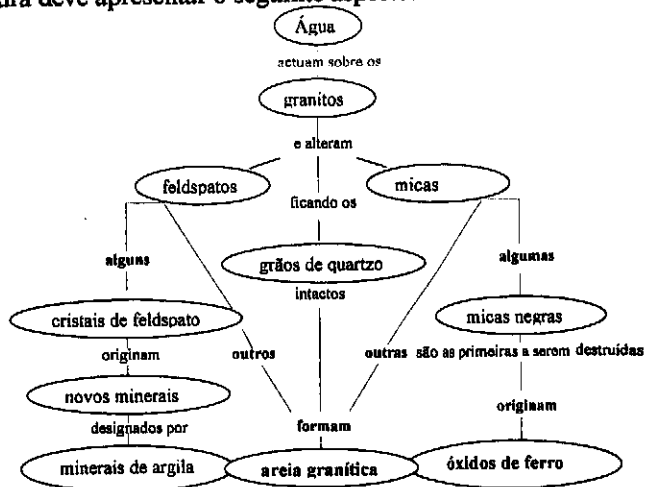 deve apresentar o seguinte
Água
actuam sobre os
granitos
e alteram
feldspatos
ficando os
micas
alguns
grãos de quartzo
algumas
intactos
cristais de feldspato
micas negras
originam
outros
outras
são as primeiras a serem destruídas
novos minerais
originam
designados por
formam
minerais de argila
areia granítica
óxidos de ferro